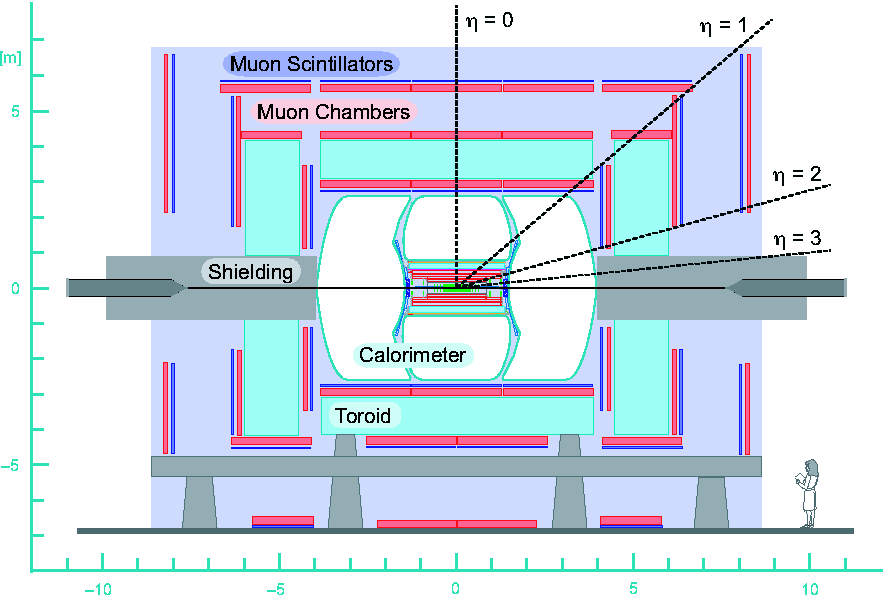 η = 0
η = 1
[m]
Muon Scintillators
5
Muon Chambers
η = 2
η = 3
Shielding
0
Calorimeter
Toroid
–5
–10
–5
0
5
10